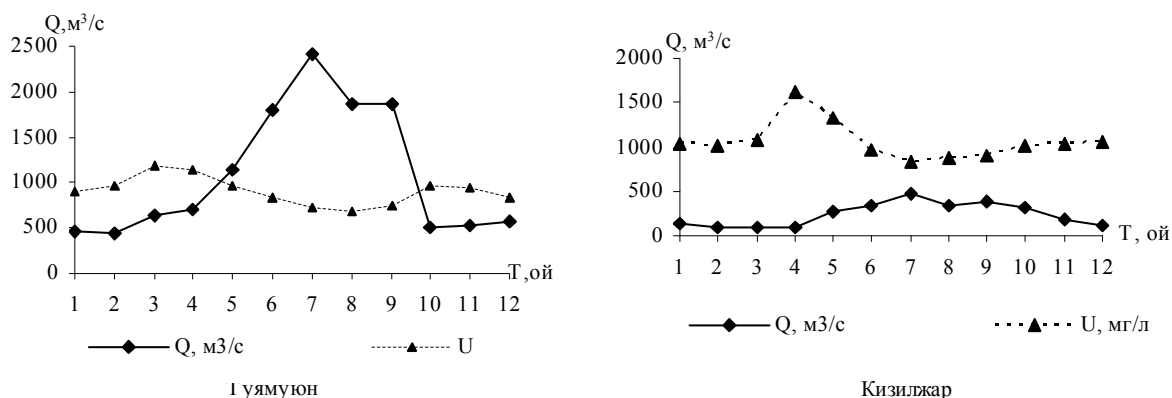 Q,м³/с
2500
2000
1500
1000
500
0
1 2 3 4 5 6 7 8 9 10 11 12
Т,ой
Q, м3/с U
Туямуюн
Q, м³/с
2000
1500
1000
500
0
1 2 3 4 5 6 7 8 9 10 11 12
Т, ой
Q, м3/с U, мг/л
Кизилжар